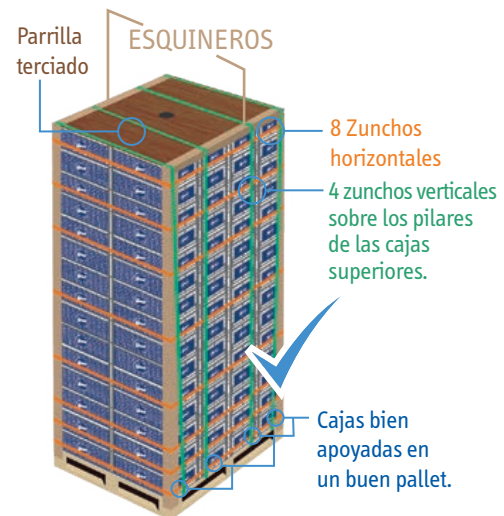 Parrilla
terciado
ESQUINEROS
8 Zunchos
horizontales
4 zunchos verticales
sobre los pilares
de las cajas
superiores.
Cajas bien
apoyadas en
un buen pallet.